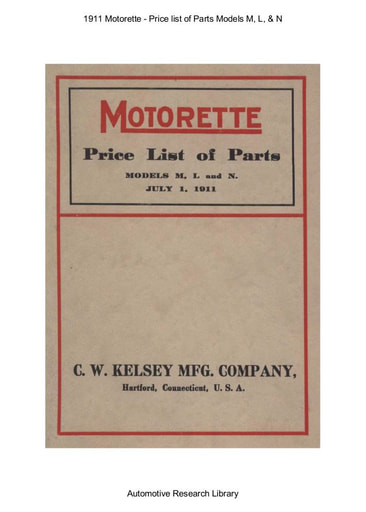 1911 Motorette - Price list of Parts Models M, L, & N
MOTORETTE
Price List of Parts
MODELS M, L and N.
JULY 1, 1911
C. W. KELSEY MFG. COMPANY,
Hartford, Connecticut, U. S. A.
Automotive Research Library